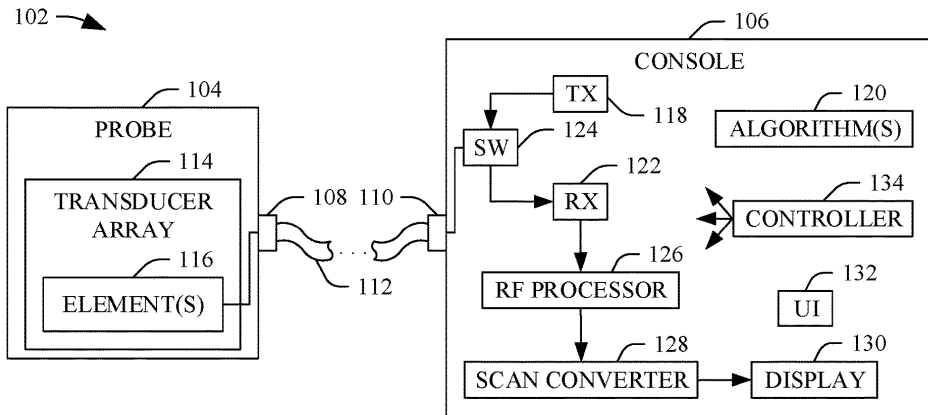 102
106
CONSOLE
104
PROBE
TX
118
120
ALGORITHM(S)
SW
124
114
TRANSDUCER
ARRAY
108
110
122
RX
134
CONTROLLER
116
ELEMENT(S)
. . . .
112
126
RF PROCESSOR
132
UI
128
SCAN CONVERTER
130
DISPLAY